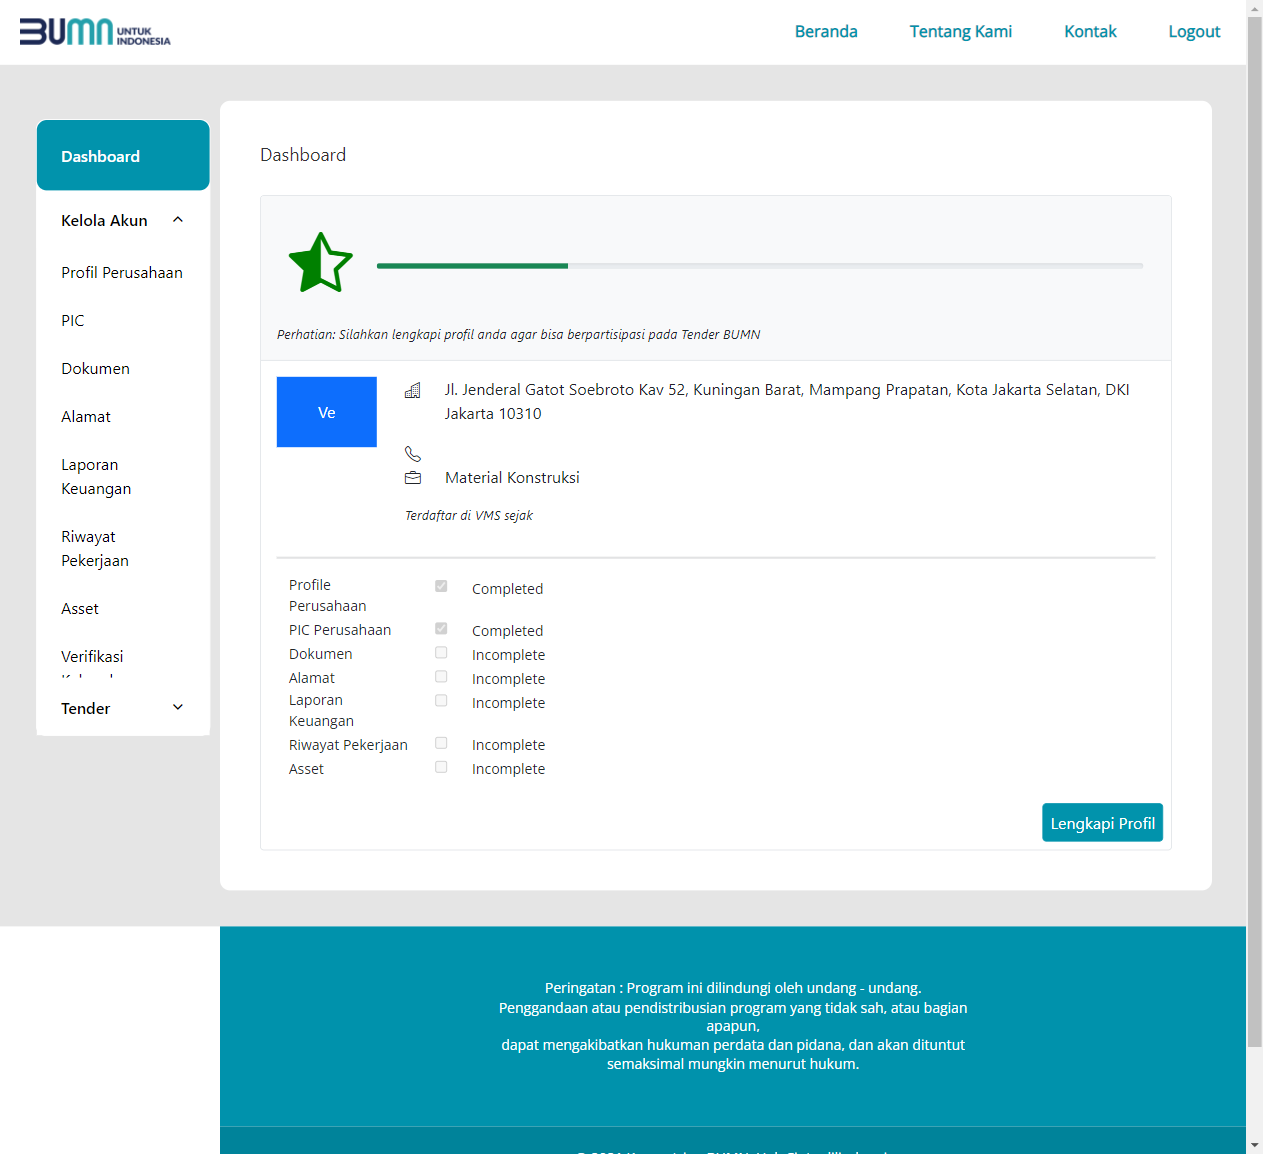 BUMN UNTUK
INDONESIA
Beranda
Tentang Kami
Kontak
Logout
Dashboard
Kelola Akun
Profil Perusahaan
PIC
Dokumen
Alamat
Laporan
Keuangan
Riwayat
Pekerjaan
Asset
Verifikasi
Tender
Dashboard
Perhatian: Silahkan lengkapi profil anda agar bisa berpartisipasi pada Tender BUMN
Ve
Jl. Jenderal Gatot Soebroto Kav 52, Kuningan Barat, Mampang Prapatan, Kota Jakarta Selatan, DKI
Jakarta 10310
Material Konstruksi
Terdaftar di VMS sejak
Profile
Perusahaan
Completed
PIC Perusahaan
Completed
Dokumen
Incomplete
Alamat
Incomplete
Laporan
Keuangan
Incomplete
Riwayat Pekerjaan
Incomplete
Asset
Incomplete
Lengkapi Profil
Peringatan : Program ini dilindungi oleh undang - undang.
Penggandaan atau pendistribusian program yang tidak sah, atau bagian
apapun,
dapat mengakibatkan hukuman perdata dan pidana, dan akan dituntut
semaksimal mungkin menurut hukum.